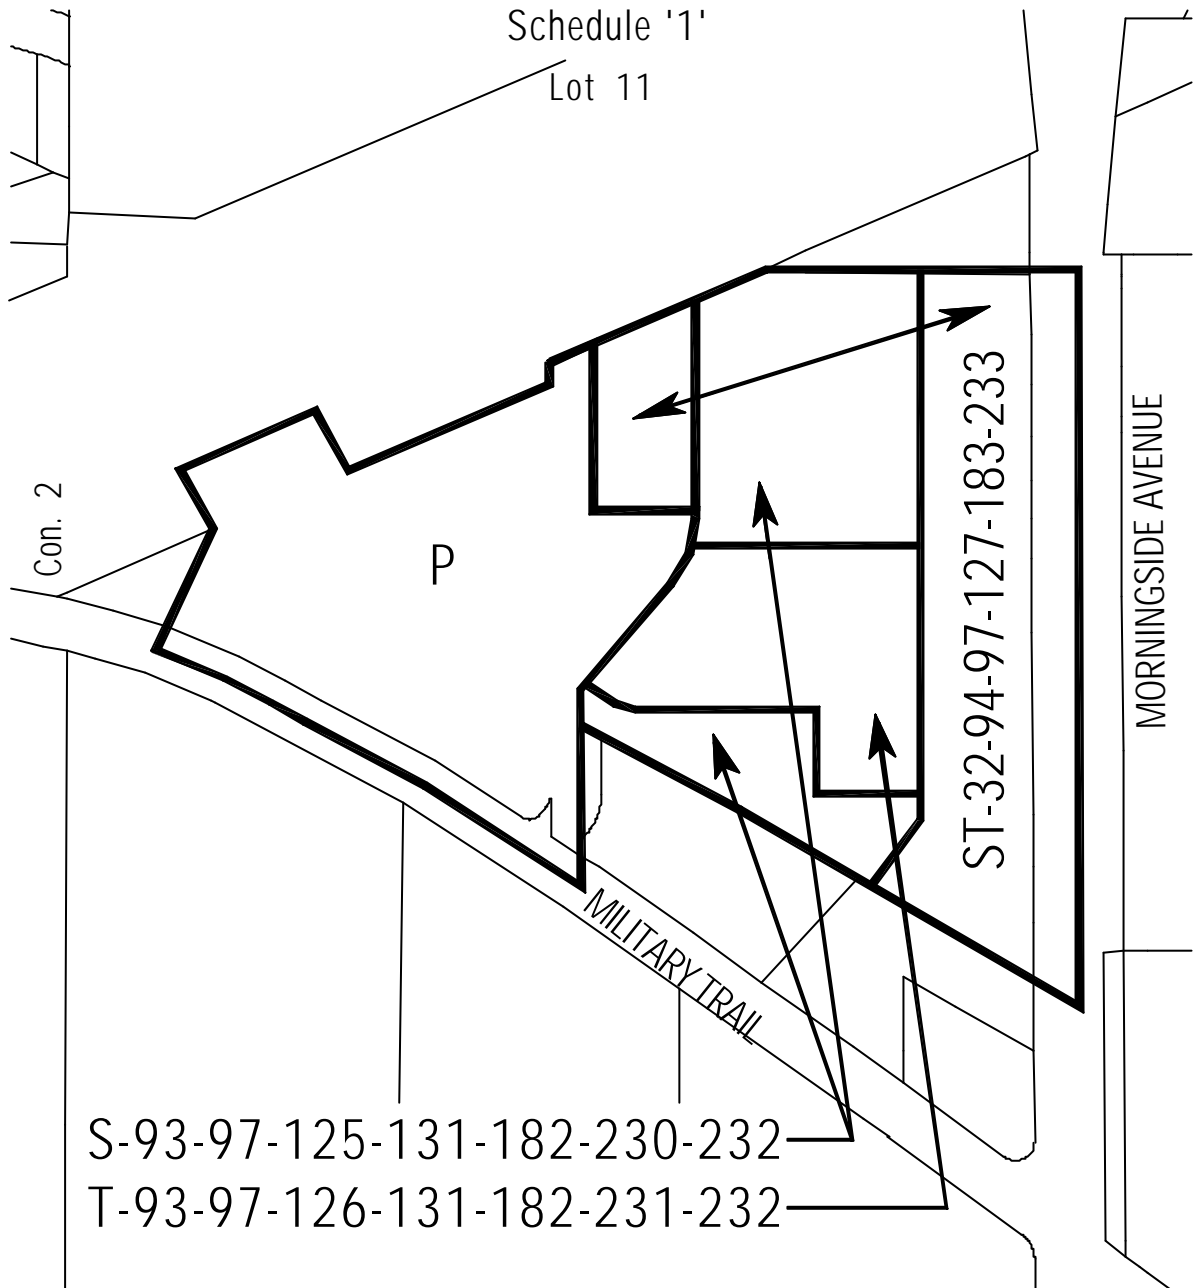 Schedule '1'
Lot 11
Con. 2
P
ST-32-94-97-127-183-233
MORNINGSIDE AVENUE
MILITARY TRAIL
S-93-97-125-131-182-230-232
T-93-97-126-131-182-231-232